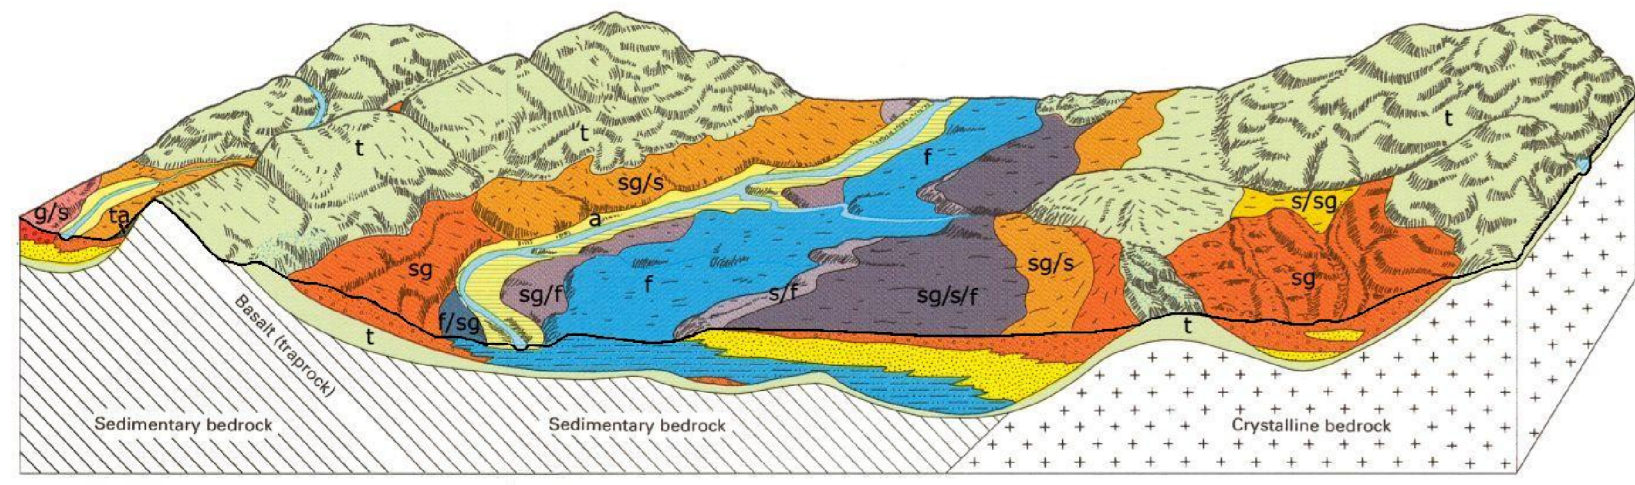 t
t
t
t
g/s
ta
sg/s
a
f
s/sg
sg
sg/f
f
s/f
sg/s/f
sg/s
sg
f/sg
t
t
Basalt (traprock)
Sedimentary bedrock
Sedimentary bedrock
Crystalline bedrock